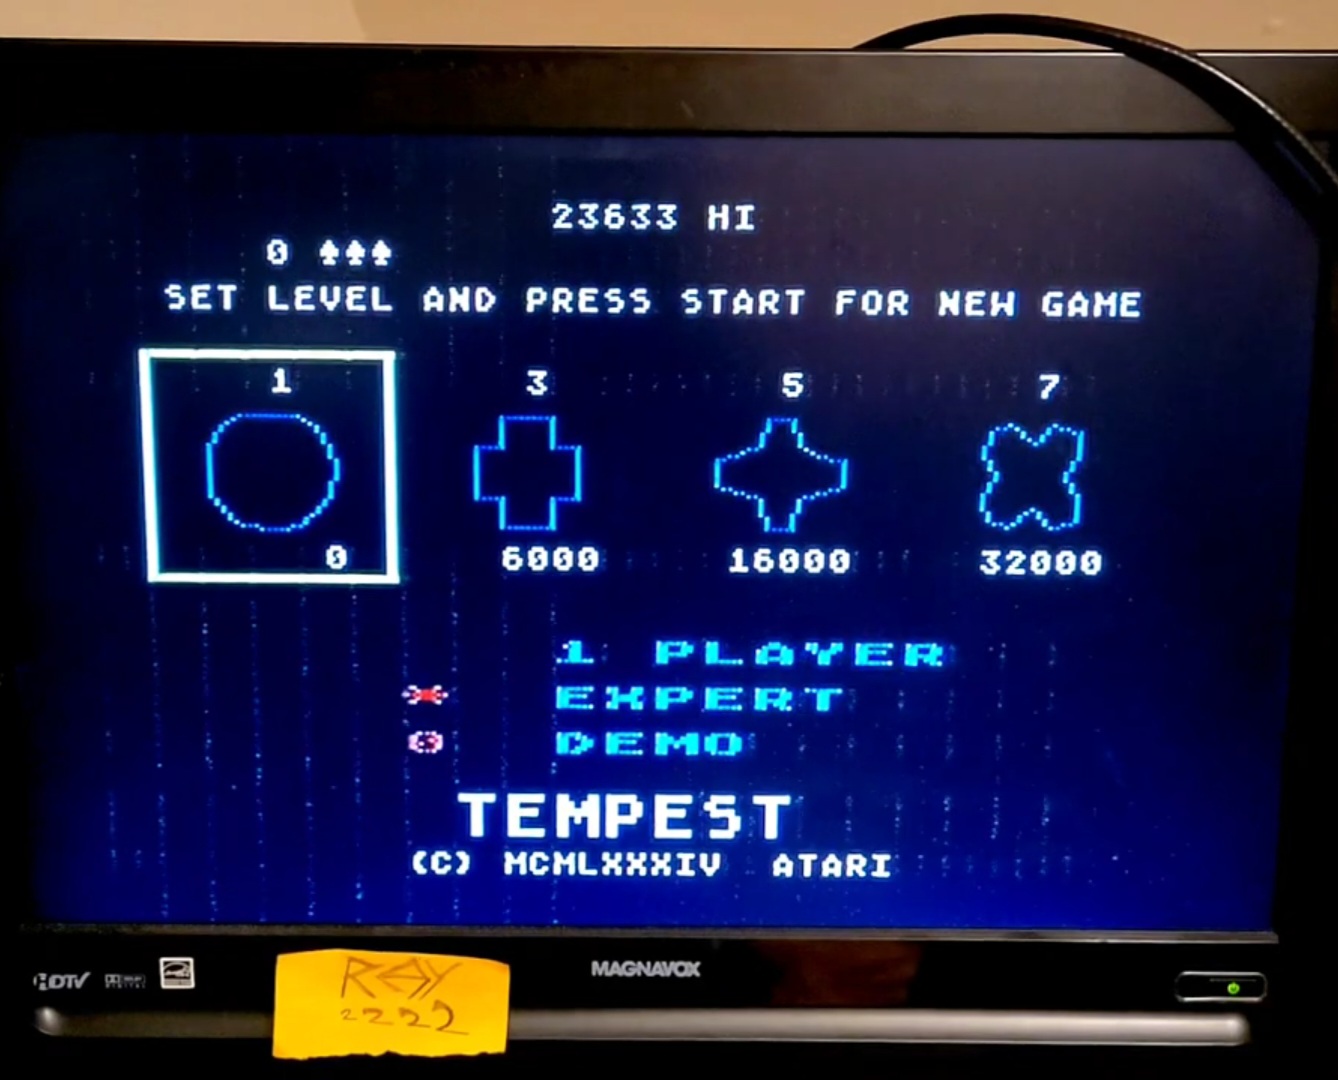 23633 HI
0 ♠♠♠
SET LEVEL AND PRESS START FOR NEW GAME
1 3 5 7
0 6000 16000 32000
1 PLAYER
EXPERT
DEMO
TEMPEST
(C) MCMLXXXIV ATARI
HDTV
MAGNAVOX
RAY
2222